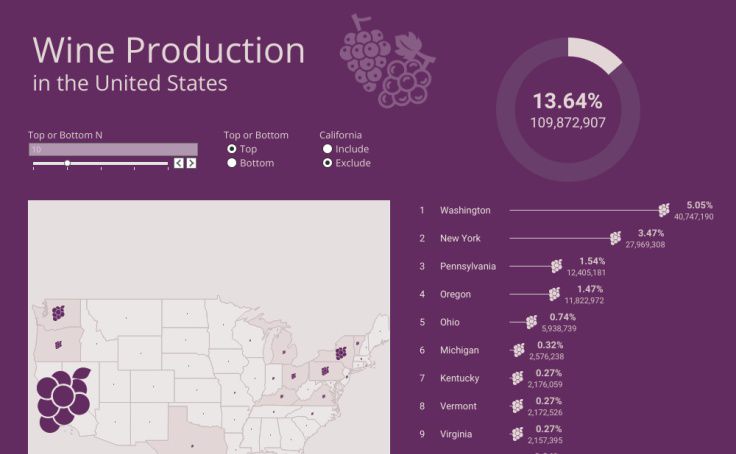 Wine Production
in the United States
13.64%
109,872,907
Top or Bottom N
10
Top or Bottom
Top
Bottom
California
Include
Exclude
1 Washington 5.05%
40,747,190
2 New York 3.47%
27,969,308
3 Pennsylvania 1.54%
12,405,181
4 Oregon 1.47%
11,822,972
5 Ohio 0.74%
5,938,739
6 Michigan 0.32%
2,576,238
7 Kentucky 0.27%
2,176,059
8 Vermont 0.27%
2,172,526
9 Virginia 0.27%
2,157,395